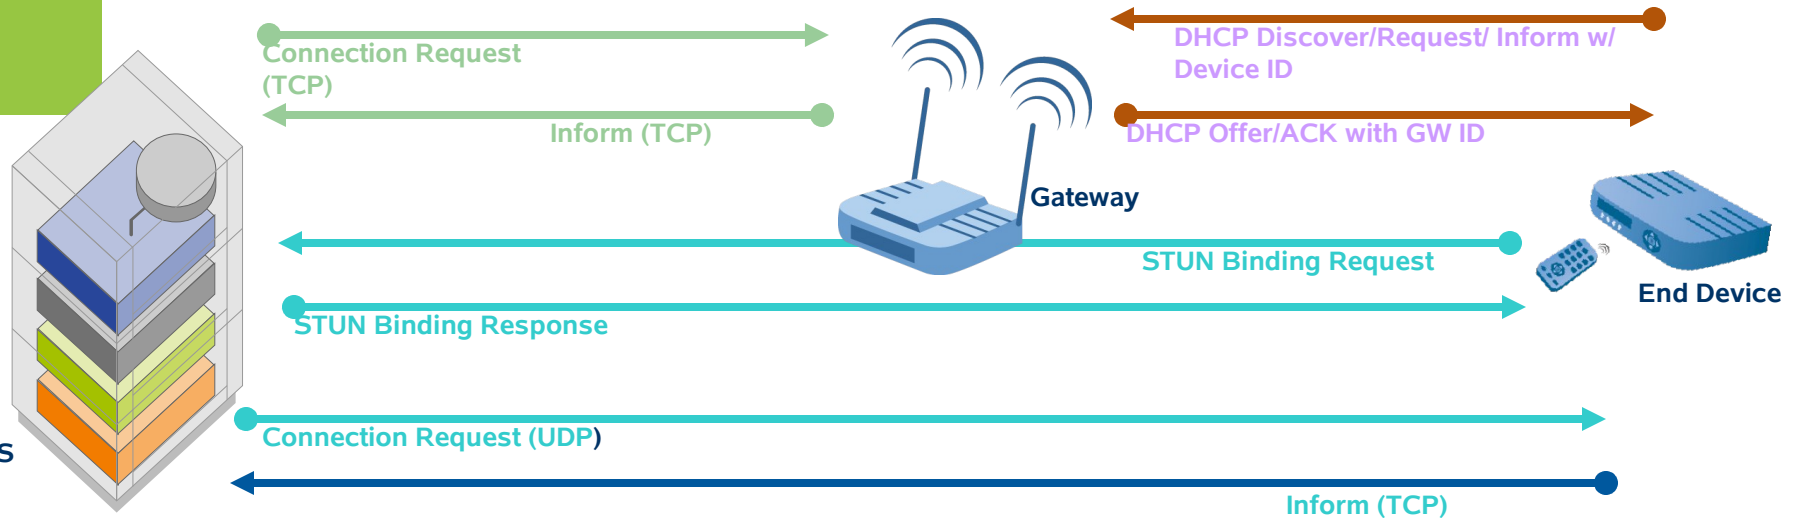 Connection Request
(TCP)
DHCP Discover/Request/ Inform w/
Device ID
Inform (TCP)
DHCP Offer/ACK with GW ID
Gateway
STUN Binding Request
End Device
STUN Binding Response
Connection Request (UDP)
S
Inform (TCP)